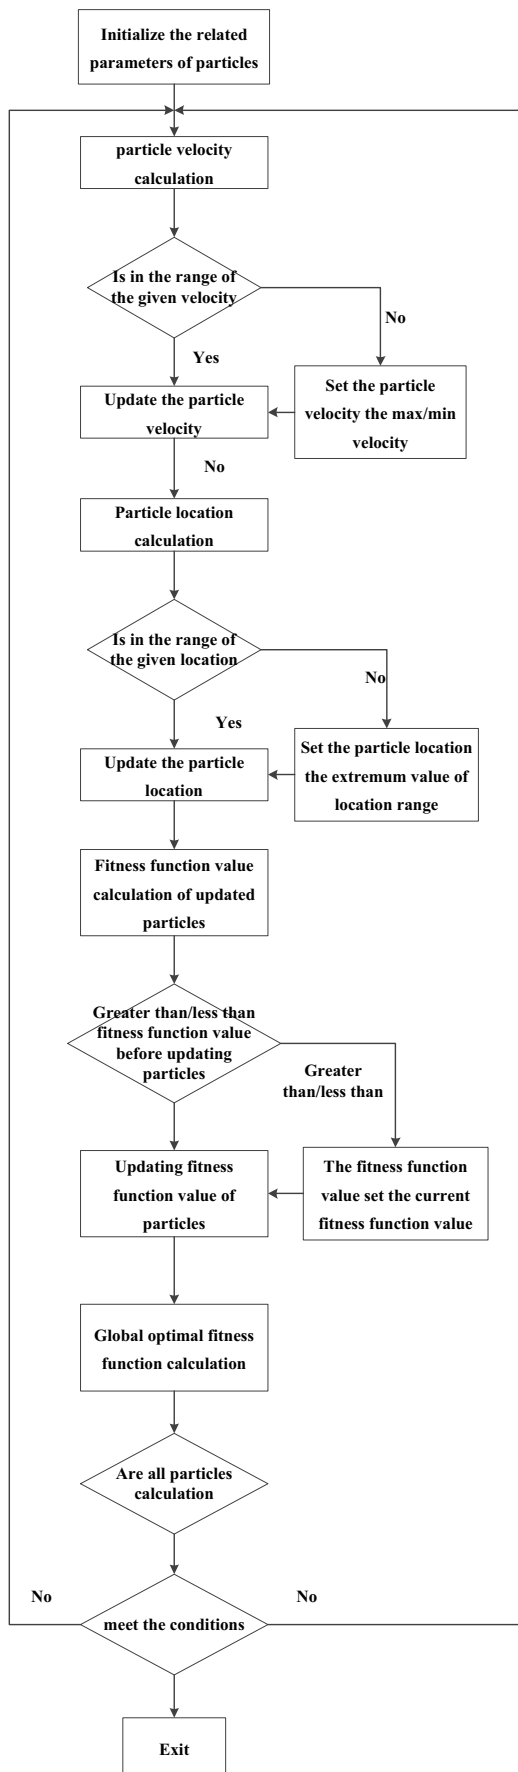 Initialize the related
parameters of particles
particle velocity
calculation
Is in the range of
the given velocity
No
Yes
Set the particle
velocity the max/min
velocity
Update the particle
velocity
No
Particle location
calculation
Is in the range of
the given location
No
Yes
Set the particle location
the extremum value of
location range
Update the particle
location
Fitness function value
calculation of updated
particles
Greater than/less than
fitness function value
before updating
particles
Greater
than/less than
Updating fitness
function value of
particles
The fitness function
value set the current
fitness function value
Global optimal fitness
function calculation
Are all particles
calculation
No
No
meet the conditions
Exit